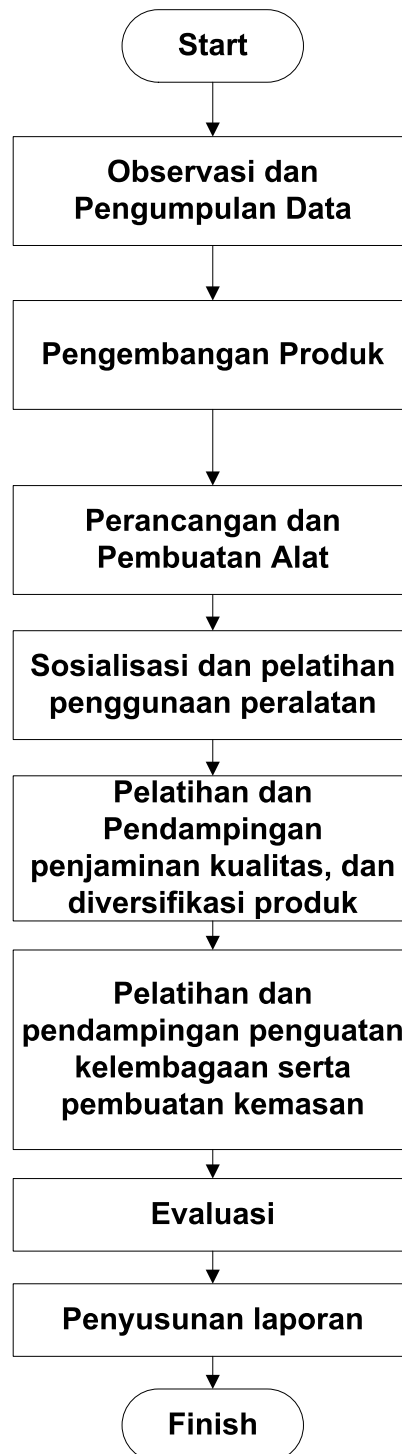 Start
Observasi dan
Pengumpulan Data
Pengembangan Produk
Perancangan dan
Pembuatan Alat
Sosialisasi dan pelatihan
penggunaan peralatan
Pelatihan dan
Pendampingan
penjaminan kualitas, dan
diversifikasi produk
Pelatihan dan
pendampingan penguatan
kelembagaan serta
pembuatan kemasan
Evaluasi
Penyusunan laporan
Finish